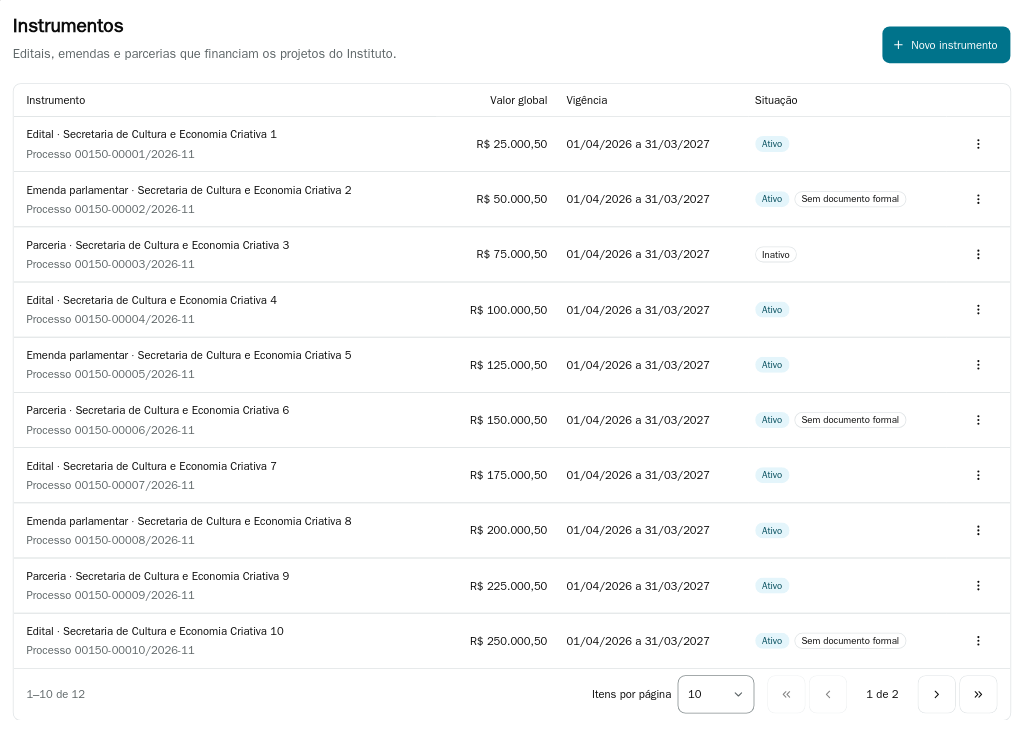 Instrumentos
Editais, emendas e parcerias que financiam os projetos do Instituto.
+ Novo instrumento
Instrumento Valor global Vigência Situação
Edital · Secretaria de Cultura e Economia Criativa 1
Processo 00150-00001/2026-11
R$ 25.000,50 01/04/2026 a 31/03/2027 Ativo
Emenda parlamentar · Secretaria de Cultura e Economia Criativa 2
Processo 00150-00002/2026-11
R$ 50.000,50 01/04/2026 a 31/03/2027 Ativo Sem documento formal
Parceria · Secretaria de Cultura e Economia Criativa 3
Processo 00150-00003/2026-11
R$ 75.000,50 01/04/2026 a 31/03/2027 Inativo
Edital · Secretaria de Cultura e Economia Criativa 4
Processo 00150-00004/2026-11
R$ 100.000,50 01/04/2026 a 31/03/2027 Ativo
Emenda parlamentar · Secretaria de Cultura e Economia Criativa 5
Processo 00150-00005/2026-11
R$ 125.000,50 01/04/2026 a 31/03/2027 Ativo
Parceria · Secretaria de Cultura e Economia Criativa 6
Processo 00150-00006/2026-11
R$ 150.000,50 01/04/2026 a 31/03/2027 Ativo Sem documento formal
Edital · Secretaria de Cultura e Economia Criativa 7
Processo 00150-00007/2026-11
R$ 175.000,50 01/04/2026 a 31/03/2027 Ativo
Emenda parlamentar · Secretaria de Cultura e Economia Criativa 8
Processo 00150-00008/2026-11
R$ 200.000,50 01/04/2026 a 31/03/2027 Ativo
Parceria · Secretaria de Cultura e Economia Criativa 9
Processo 00150-00009/2026-11
R$ 225.000,50 01/04/2026 a 31/03/2027 Ativo
Edital · Secretaria de Cultura e Economia Criativa 10
Processo 00150-00010/2026-11
R$ 250.000,50 01/04/2026 a 31/03/2027 Ativo Sem documento formal
1–10 de 12 Itens por página 10 « ‹ 1 de 2 › »